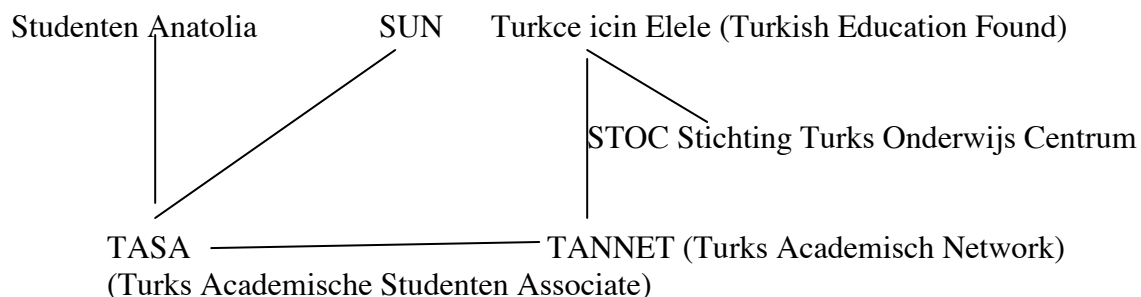 Studenten Anatolia SUN Turkce icin Elele (Turkish Education Found)
STOC Stichting Turks Onderwijs Centrum
TASA TANNET (Turks Academisch Network)
(Turks Academische Studenten Associate)